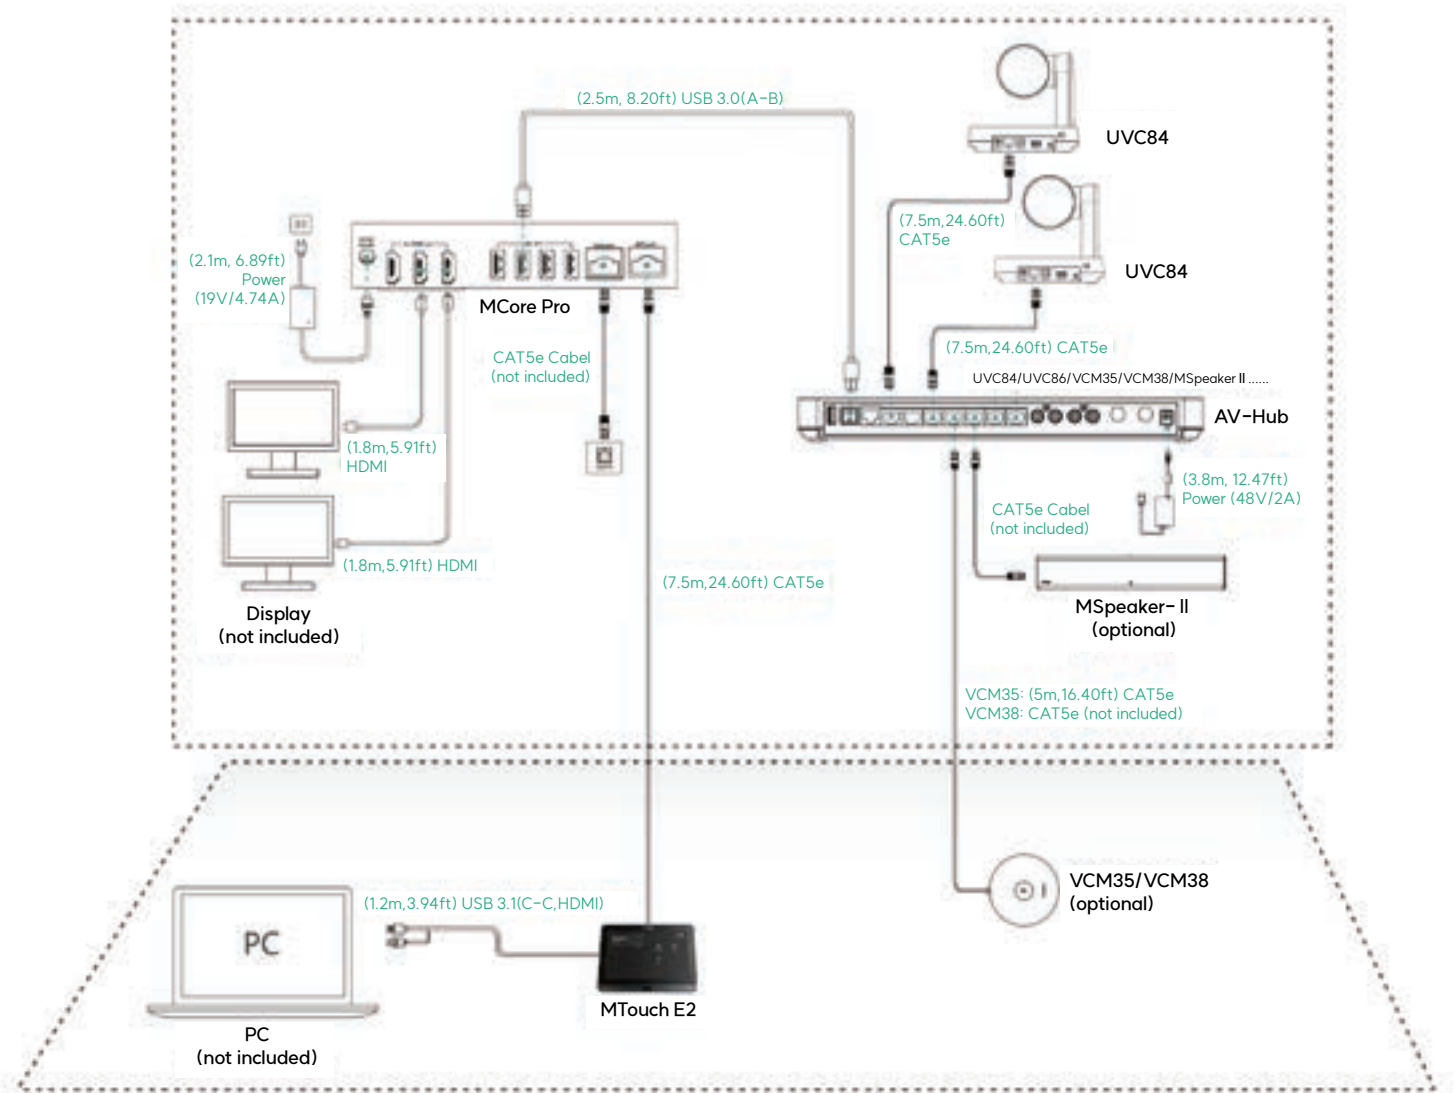 (2.5m, 8.20ft) USB 3.0(A-B)
UVC84
(7.5m,24.60ft)
CAT5e
UVC84
(2.1m, 6.89ft)
Power
(19V/4.74A)
MCore Pro
CAT5e Cabel
(not included)
(7.5m,24.60ft) CAT5e
UVC84/UVC86/VCM35/VCM38/MSpeaker II ......
AV-Hub
(1.8m,5.91ft)
HDMI
(3.8m, 12.47ft)
Power (48V/2A)
CAT5e Cabel
(not included)
(1.8m,5.91ft) HDMI
(7.5m,24.60ft) CAT5e
Display
(not included)
MSpeaker- II
(optional)
VCM35: (5m,16.40ft) CAT5e
VCM38: CAT5e (not included)
VCM35/VCM38
(optional)
(1.2m,3.94ft) USB 3.1(C-C,HDMI)
PC
MTouch E2
PC
(not included)